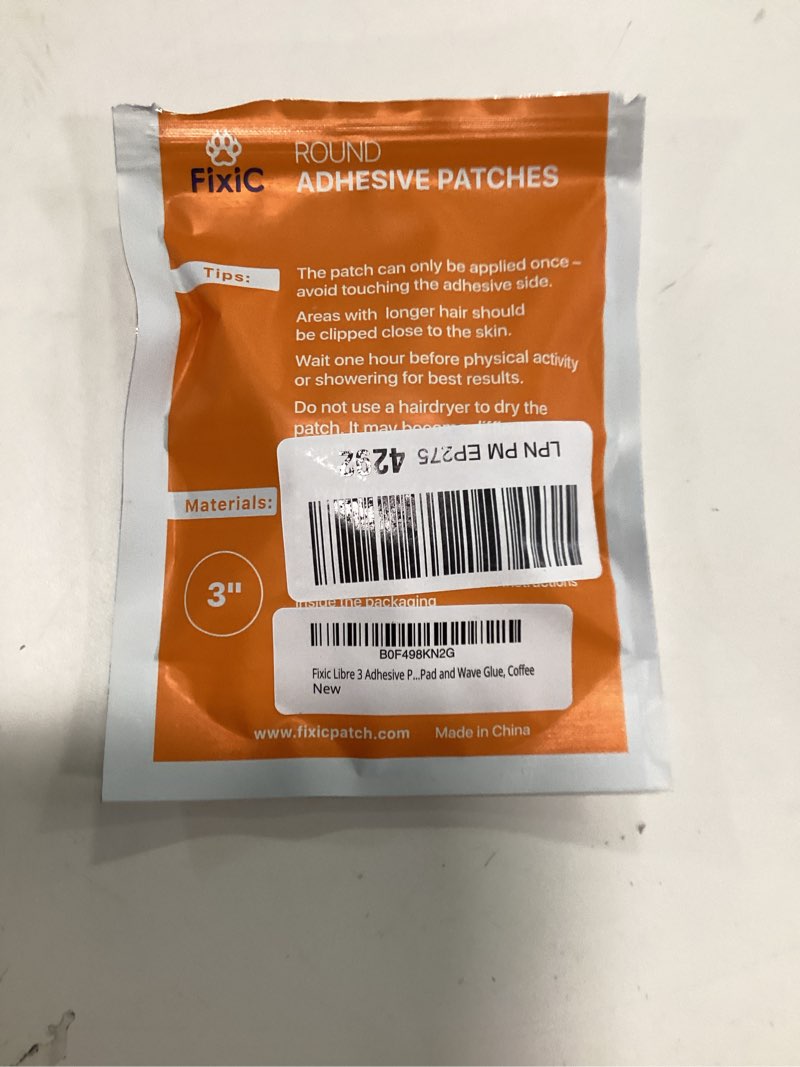 FixiC
ROUND
ADHESIVE PATCHES
Tips:
The patch can only be applied once –
avoid touching the adhesive side.
Areas with longer hair should
be clipped close to the skin.
Wait one hour before physical activity
or showering for best results.
Do not use a hairdryer to dry the
patch. It may
LPN PM EP275
Materials:
3"
inside the packaging
B0F498KN2G
Fixic Libre 3 Adhesive P...Pad and Wave Glue, Coffee
New
www.fixicpatch.com Made in China